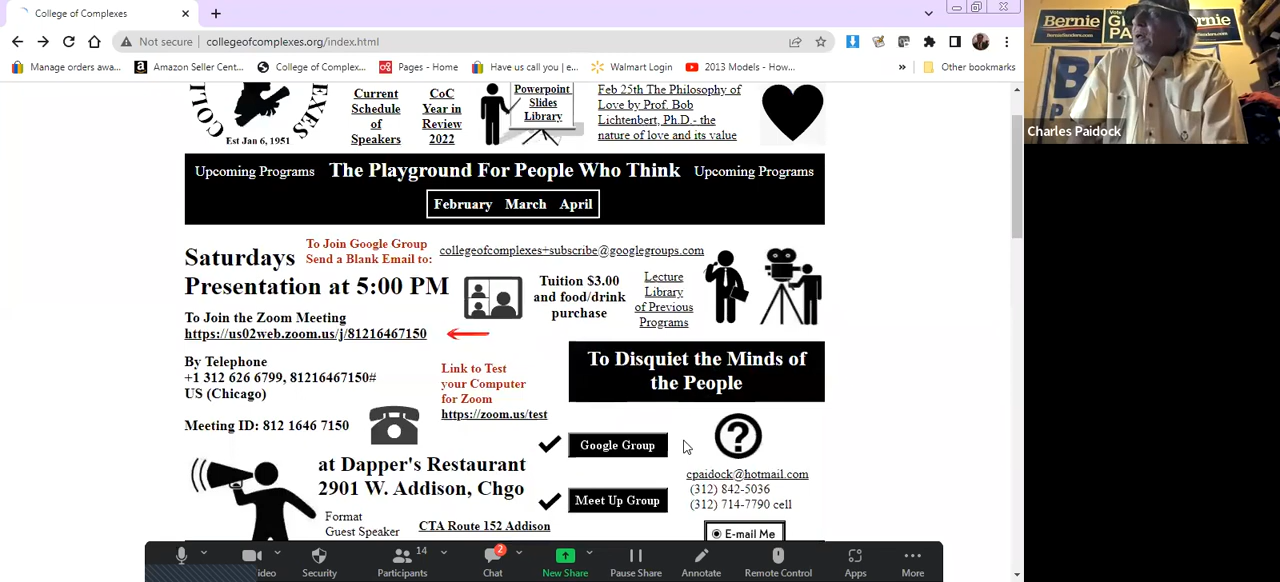 College of Complexes
Not secure
collegeofcomplexes.org/index.html
Manage orders awa...
Amazon Seller Cent...
College of Comple...
Pages - Home
Have us call you | e...
Walmart Login
2013 Models - How...
»
Other bookmarks
Bernie
Vote
Charles Paidock
COLL
EXES
Est Jan 6, 1951
Current
Schedule
of
Speakers
CoC
Year in
Review
2022
Powerpoint
Slides
Library
Feb 25th The Philosophy of
Love by Prof. Bob
Lichtenbert, Ph.D.- the
nature of love and its value
Upcoming Programs
The Playground For People Who Think
Upcoming Programs
February March April
Saturdays
Presentation at 5:00 PM
To Join Google Group
Send a Blank Email to:
collegeofcomplexes+subscribe@googlegroups.com
Tuition $3.00
and food/drink
purchase
Lecture
Library
of Previous
Programs
To Join the Zoom Meeting
https://us02web.zoom.us/j/81216467150
By Telephone
+1 312 626 6799, 81216467150#
US (Chicago)
Meeting ID: 812 1646 7150
Link to Test
your Computer
for Zoom
https://zoom.us/test
To Disquiet the Minds of
the People
Google Group
Meet Up Group
cpaidock@hotmail.com
(312) 842-5036
(312) 714-7790 cell
E-mail Me
at Dapper's Restaurant
2901 W. Addison, Chgo
Format
Guest Speaker
CTA Route 152 Addison
Video
Security
14
Participants
2
Chat
New Share
Pause Share
Annotate
Remote Control
Apps
More